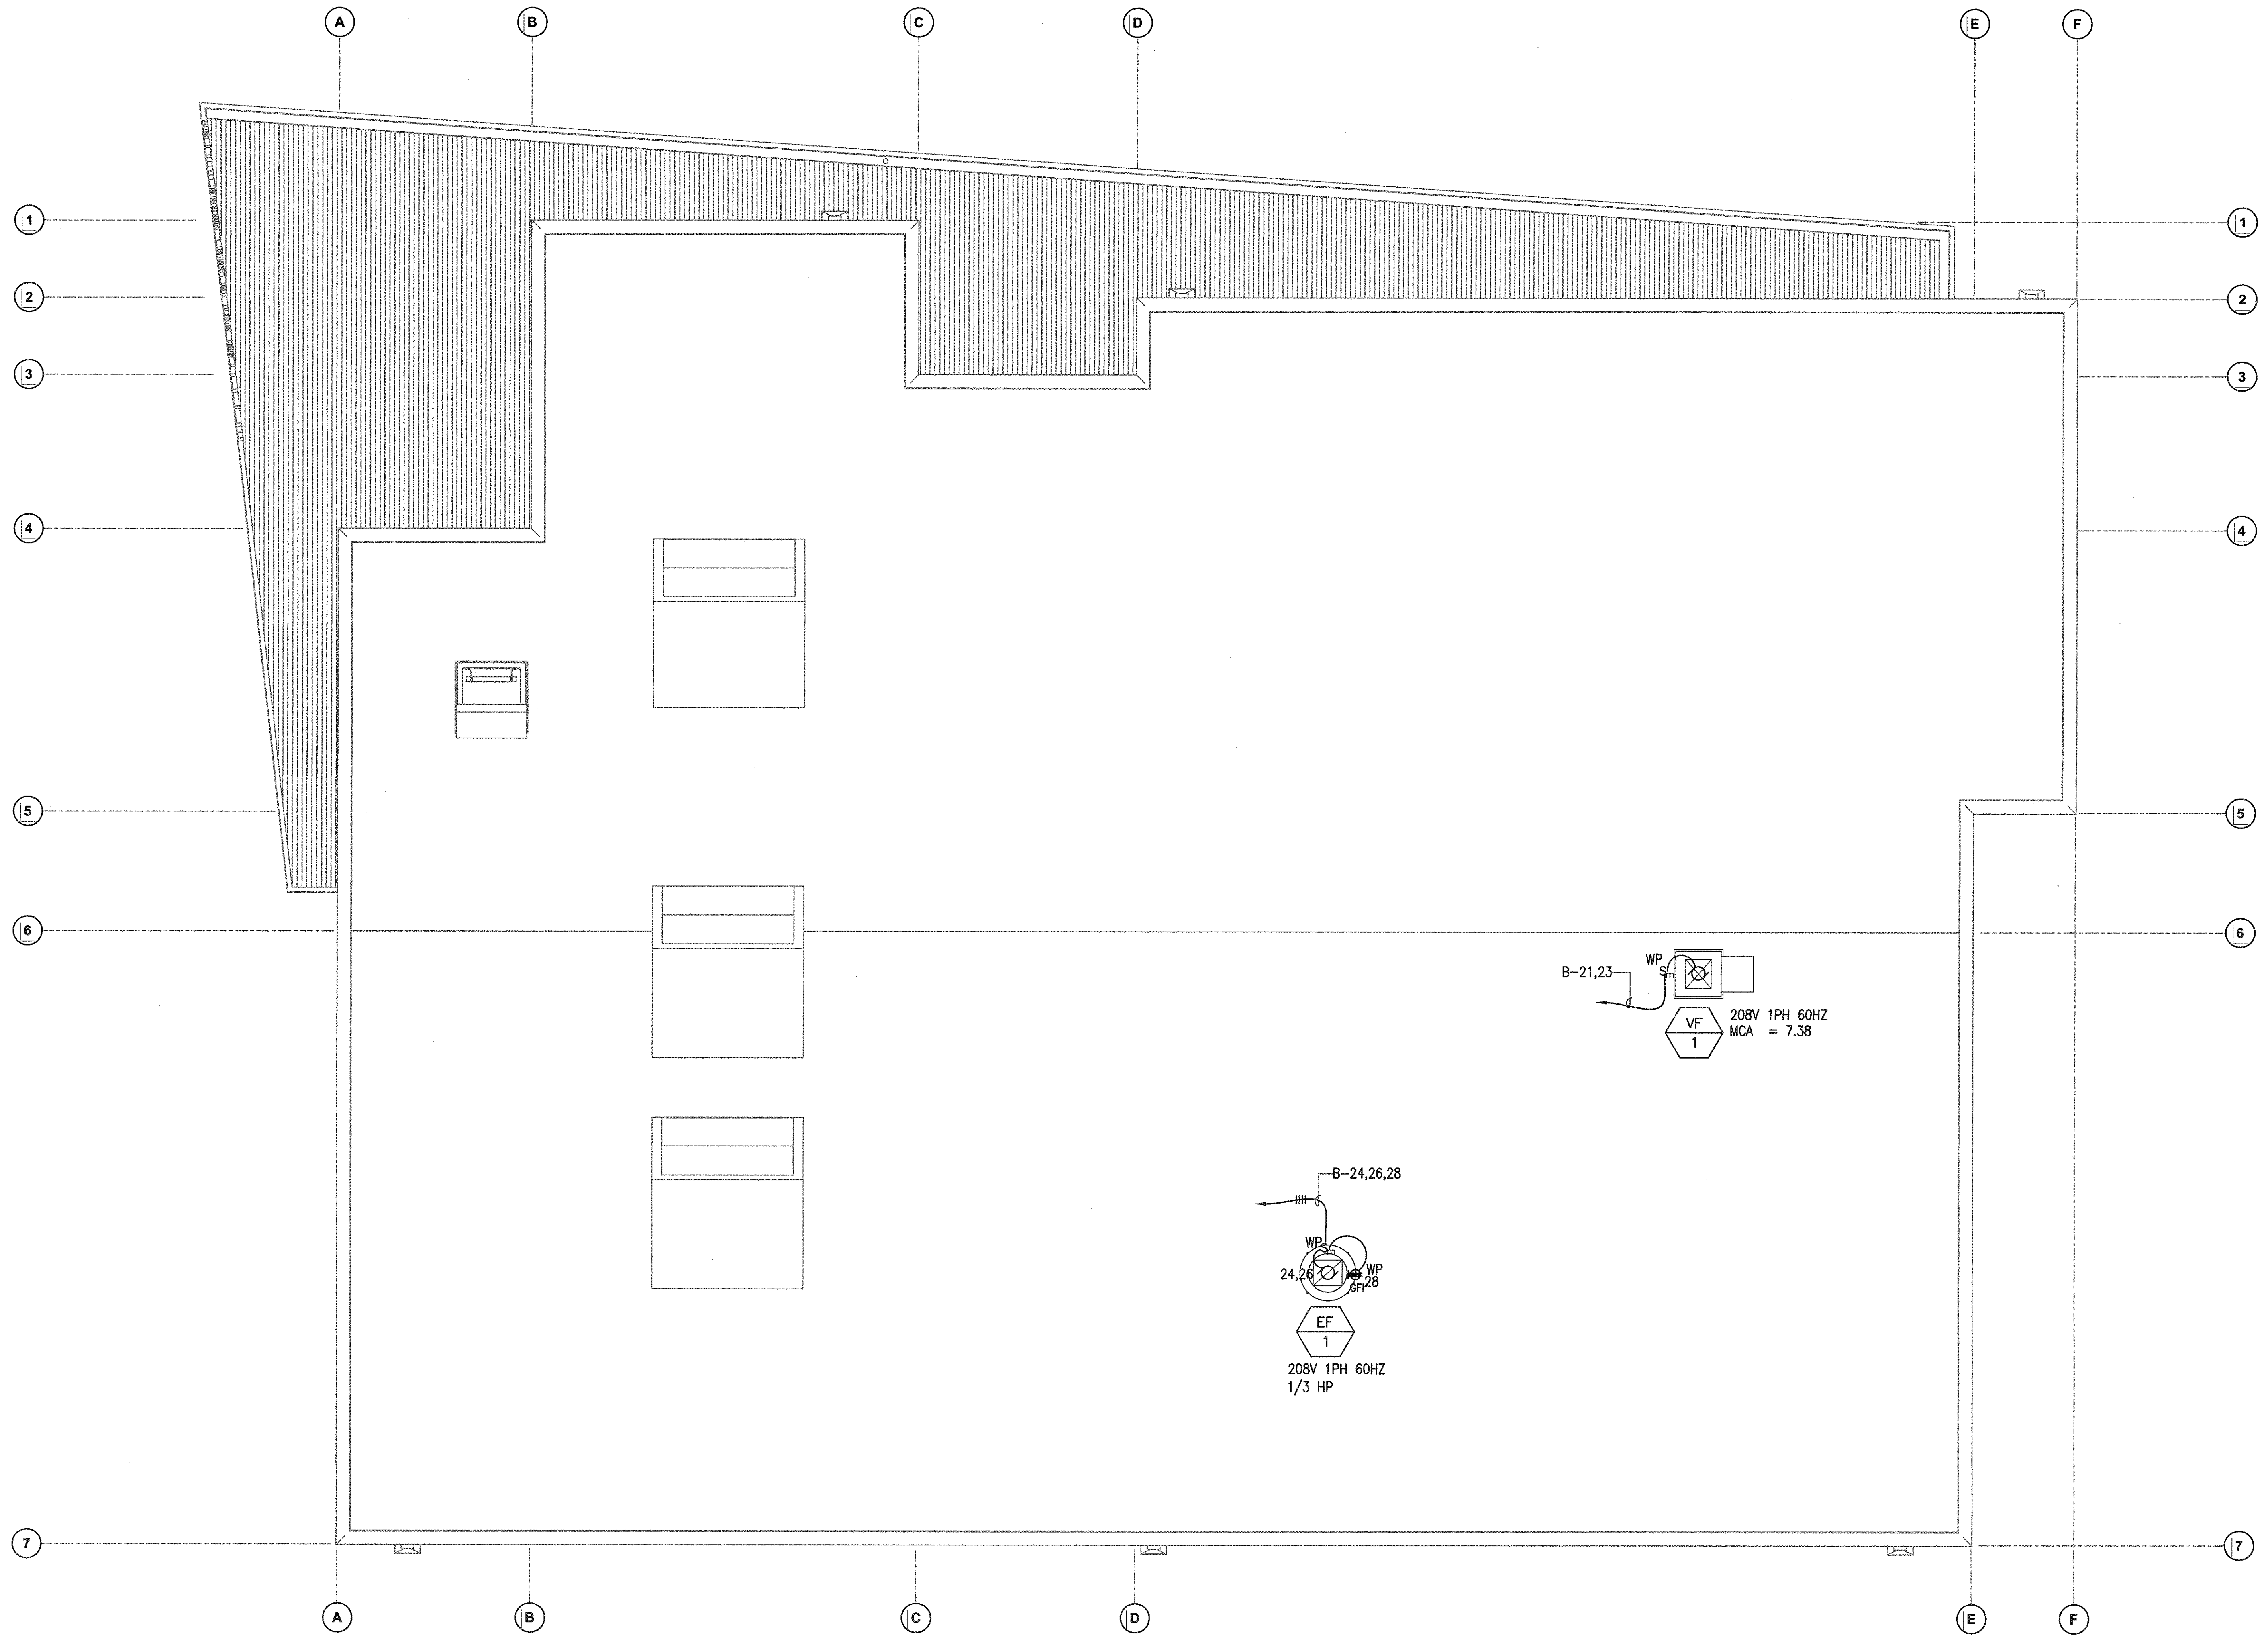 A B C D E F
1 1
2 2
3 3
4 4
5 5
6 6
WP
B-21,23
Sm
VF
1
208V 1PH 60HZ
MCA = 7.38
B-24,26,28
WP
Sm
24,26
WP
28
GFI
EF
1
208V 1PH 60HZ
1/3 HP
7 7
A B C D E F